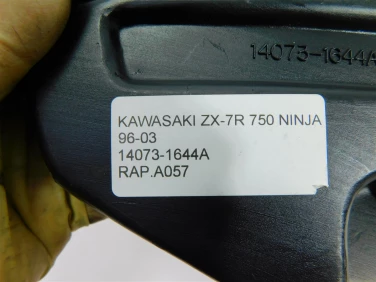 14073-1644A
KAWASAKI ZX-7R 750 NINJA
96-03
14073-1644A
RAP.A057